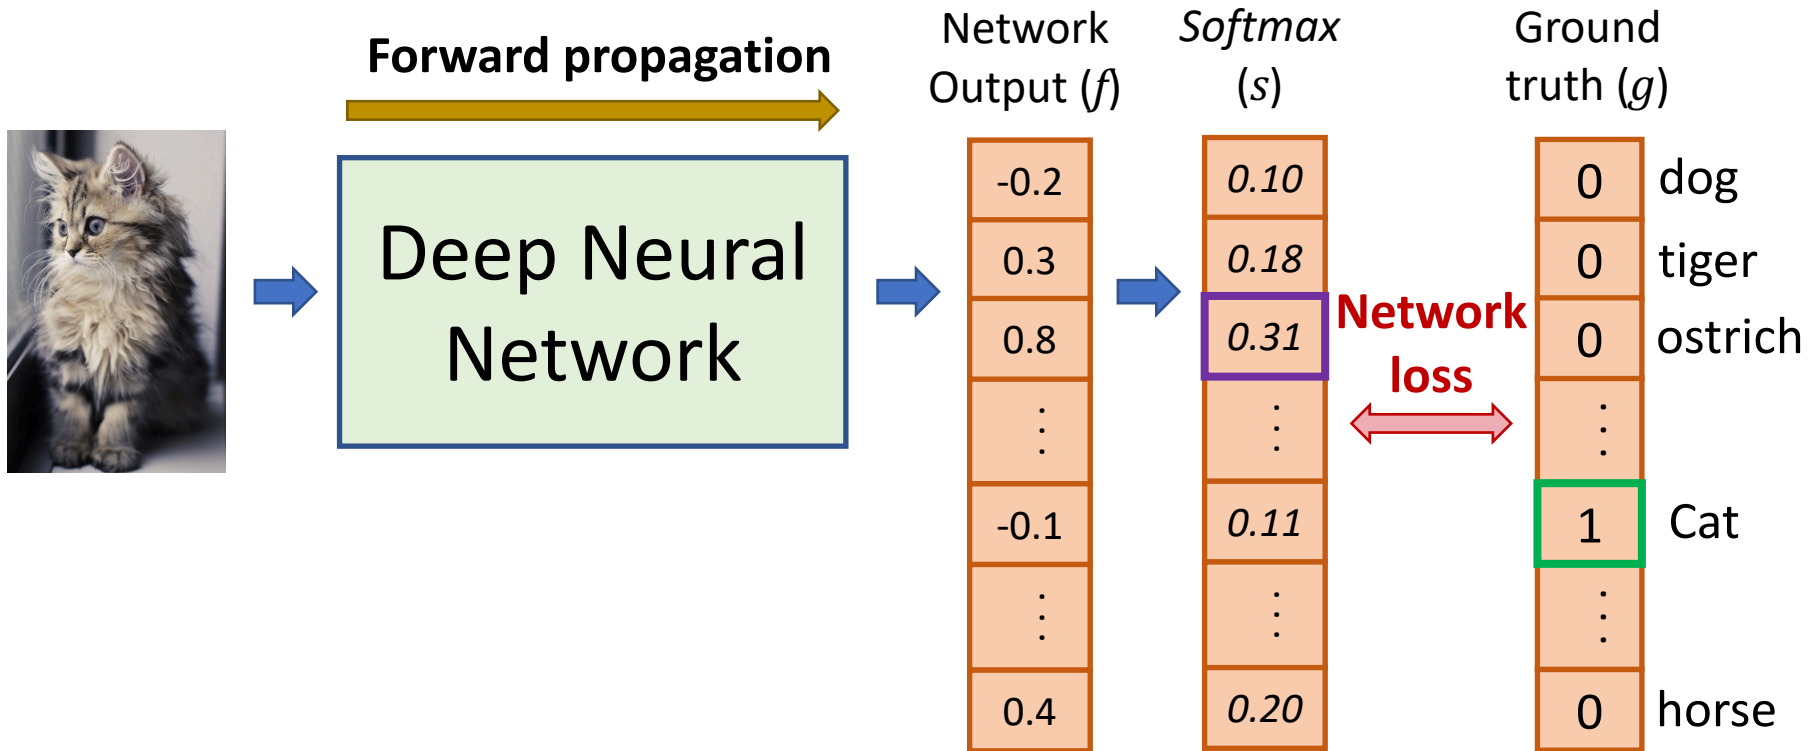 Forward propagation
Deep Neural
Network
Network
Output (f)
Softmax
(s)
Ground
truth (g)
-0.2
0.3
0.8
⋮
-0.1
⋮
0.4
0.10
0.18
0.31
⋮
0.11
⋮
0.20
Network
loss
0 dog
0 tiger
0 ostrich
⋮
1 Cat
⋮
0 horse